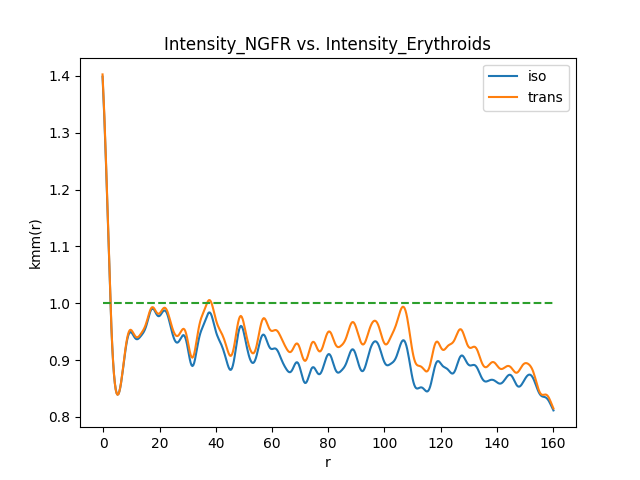 Intensity_NGFR vs. Intensity_Erythroids
iso
trans
kmm(r)
1.4
1.3
1.2
1.1
1.0
0.9
0.8
0 20 40 60 80 100 120 140 160
r